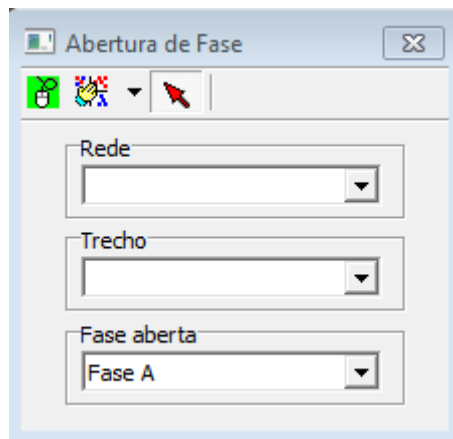 Abertura de Fase
Rede
Trecho
Fase aberta
Fase A